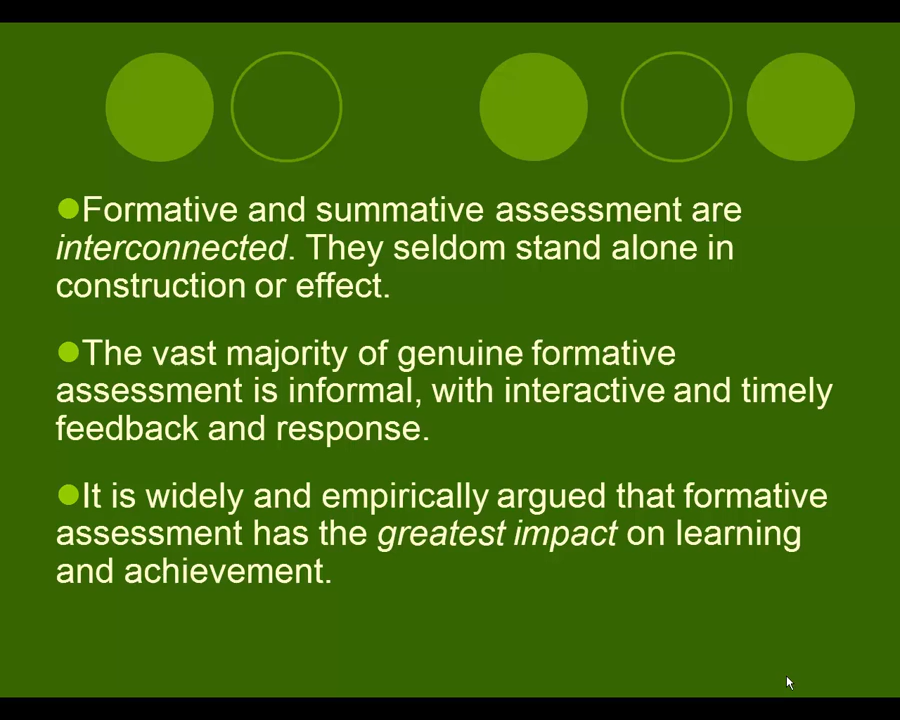 ●Formative and summative assessment are
interconnected. They seldom stand alone in
construction or effect.
●The vast majority of genuine formative
assessment is informal, with interactive and timely
feedback and response.
●It is widely and empirically argued that formative
assessment has the greatest impact on learning
and achievement.